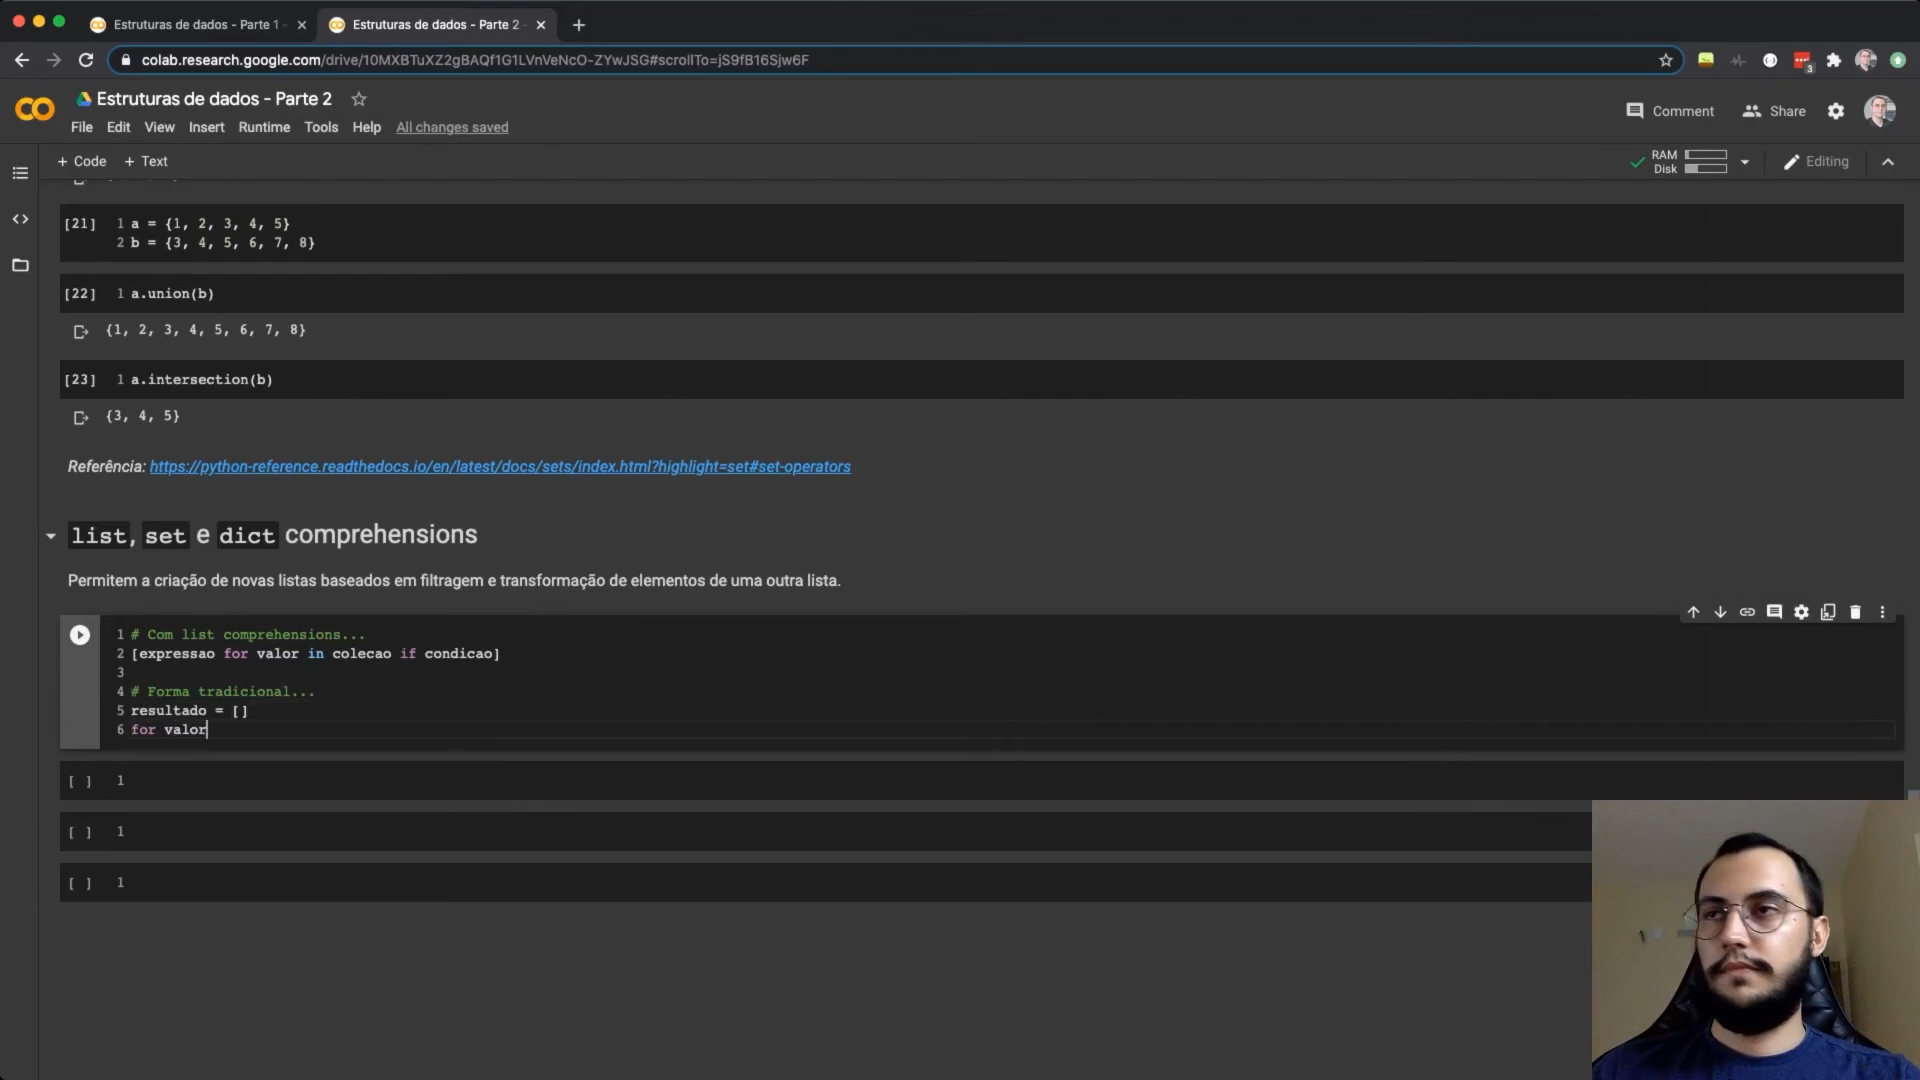 Estruturas de dados - Parte 1 -
Estruturas de dados - Parte 2 -
colab.research.google.com/drive/10MXBTuXZ2gBAQf1G1LVnVeNcO-ZYwJSG#scrollTo=jS9fB16Sjw6F
3
Estruturas de dados - Parte 2
Comment
Share
File Edit View Insert Runtime Tools Help All changes saved
+ Code + Text
RAM
Disk
Editing
[21] 1 a = {1, 2, 3, 4, 5}
2 b = {3, 4, 5, 6, 7, 8}
[22] 1 a.union(b)
{1, 2, 3, 4, 5, 6, 7, 8}
[23] 1 a.intersection(b)
{3, 4, 5}
Referência: https://python-reference.readthedocs.io/en/latest/docs/sets/index.html?highlight=set#set-operators
list, set e dict comprehensions
Permitem a criação de novas listas baseados em filtragem e transformação de elementos de uma outra lista.
1 # Com list comprehensions...
2 [expressao for valor in colecao if condicao]
3
4 # Forma tradicional...
5 resultado = []
6 for valor
[ ] 1
[ ] 1
[ ] 1